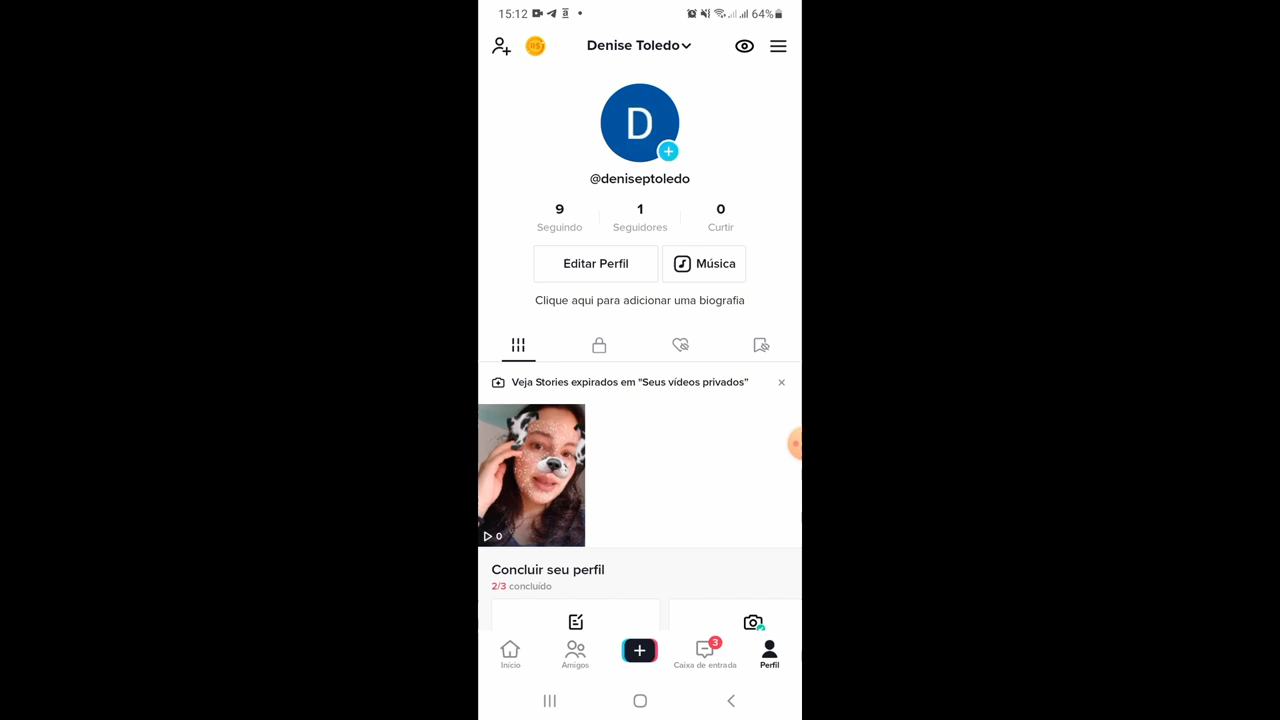 15:12 64%
Denise Toledo
D
@deniseptoledo
9 1 0
Seguindo Seguidores Curtir
Editar Perfil Música
Clique aqui para adicionar uma biografia
Veja Stories expirados em "Seus vídeos privados"
0
Concluir seu perfil
2/3 concluído
3
Início Amigos Caixa de entrada Perfil